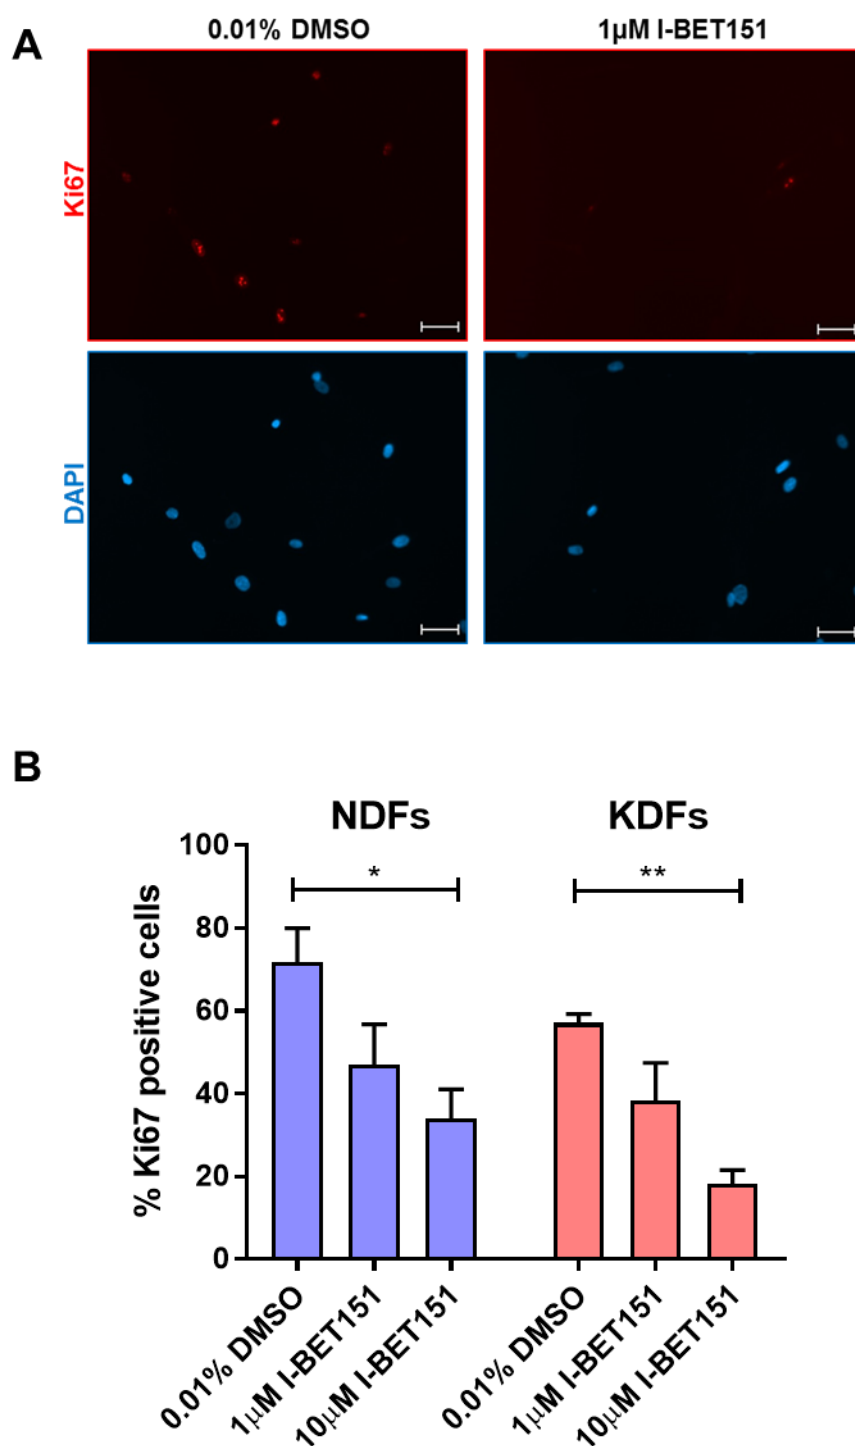 A
0.01% DMSO
1µM I-BET151
Ki67
DAPI
B
NDFs
KDFs
% Ki67 positive cells
100
80
60
40
20
0
*
**
0.01% DMSO
1µM I-BET151
10µM I-BET151
0.01% DMSO
1µM I-BET151
10µM I-BET151